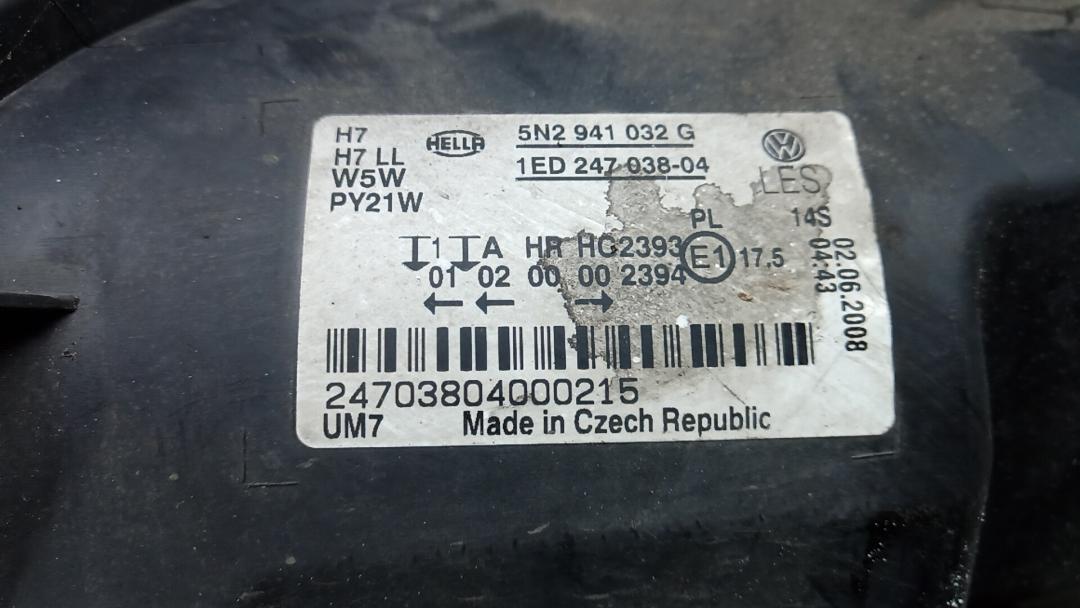 H7
H7 LL
W5W
PY21W
HELLA
5N2 941 032 G
1ED 247 038-04
LES
PL
14S
1 A HR HC2393
01 02 00 00 2394
E1
17.5
02.06.2008
04:43
24703804000215
UM7
Made in Czech Republic